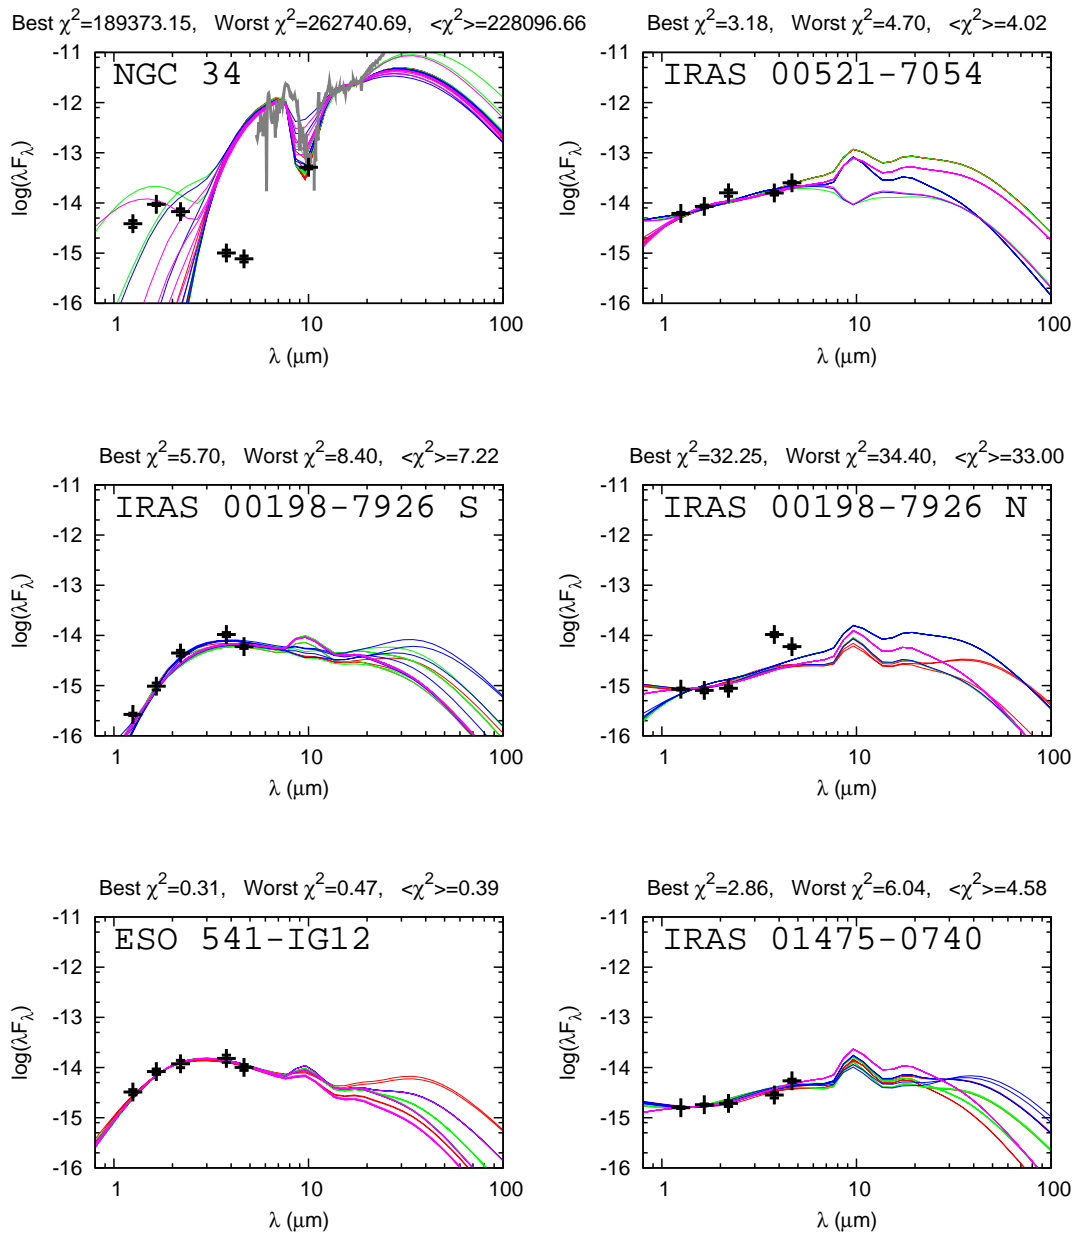 Best χ²=189373.15, Worst χ²=262740.69, <χ²>=228096.66
NGC 34
-11
-12
-13
-14
-15
-16
log(λFλ)
1 10 100
λ (μm)
Best χ²=3.18, Worst χ²=4.70, <χ²>=4.02
IRAS 00521-7054
-11
-12
-13
-14
-15
-16
log(λFλ)
1 10 100
λ (μm)
Best χ²=5.70, Worst χ²=8.40, <χ²>=7.22
IRAS 00198-7926 S
-11
-12
-13
-14
-15
-16
log(λFλ)
1 10 100
λ (μm)
Best χ²=32.25, Worst χ²=34.40, <χ²>=33.00
IRAS 00198-7926 N
-11
-12
-13
-14
-15
-16
log(λFλ)
1 10 100
λ (μm)
Best χ²=0.31, Worst χ²=0.47, <χ²>=0.39
ESO 541-IG12
-11
-12
-13
-14
-15
-16
log(λFλ)
1 10 100
λ (μm)
Best χ²=2.86, Worst χ²=6.04, <χ²>=4.58
IRAS 01475-0740
-11
-12
-13
-14
-15
-16
log(λFλ)
1 10 100
λ (μm)